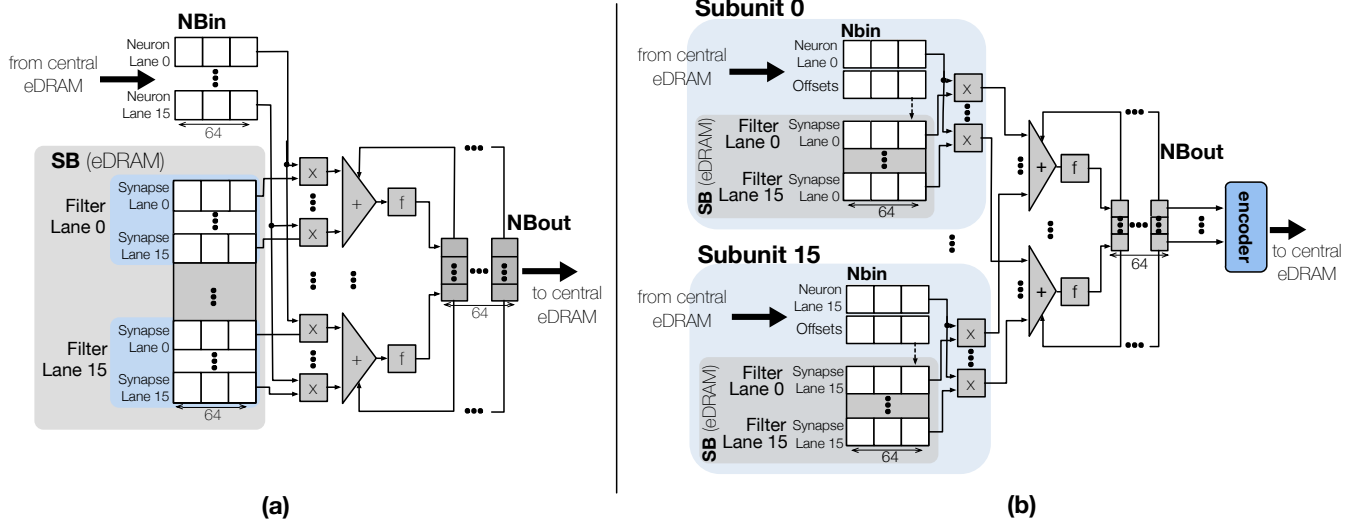 NBin
from central
eDRAM
Neuron
Lane 0
Neuron
Lane 15
64
SB (eDRAM)
Filter
Lane 0
Synapse
Lane 0
Synapse
Lane 15
Filter
Lane 15
Synapse
Lane 0
Synapse
Lane 15
64
x
x
x
x
+
+
f
f
NBout
64
to central
eDRAM
(a)
Subunit 0
Nbin
from central
eDRAM
Neuron
Lane 0
Offsets
SB (eDRAM)
Filter
Lane 0
Synapse
Lane 0
Filter
Lane 15
Synapse
Lane 0
64
x
x
Subunit 15
Nbin
from central
eDRAM
Neuron
Lane 15
Offsets
SB (eDRAM)
Filter
Lane 0
Synapse
Lane 15
Filter
Lane 15
Synapse
Lane 15
64
x
x
+
+
f
f
NBout
64
encoder
to central
eDRAM
(b)